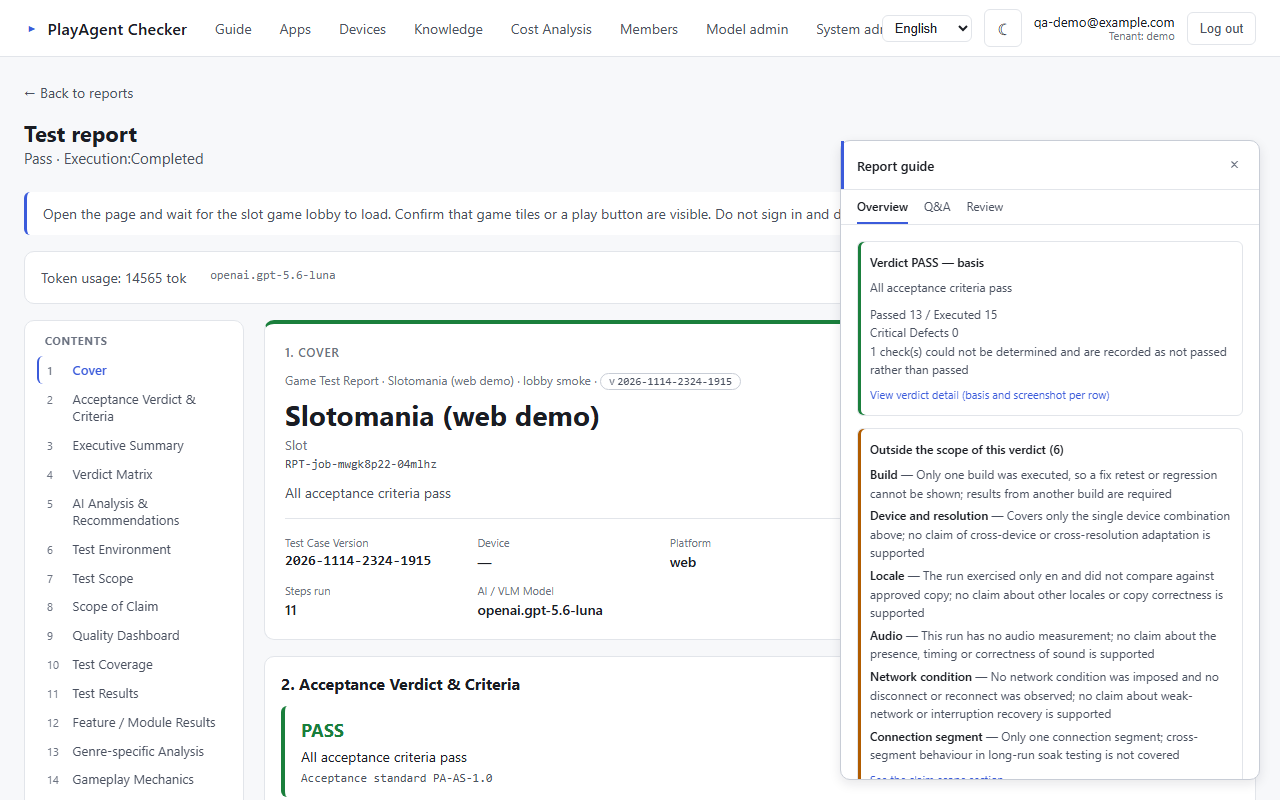 PlayAgent Checker
Guide
Apps
Devices
Knowledge
Cost Analysis
Members
Model admin
System adr
English
qa-demo@example.com
Tenant: demo
Log out
← Back to reports
Test report
Pass · Execution:Completed
Open the page and wait for the slot game lobby to load. Confirm that game tiles or a play button are visible. Do not sign in and d
Token usage: 14565 tok
openai.gpt-5.6-luna
CONTENTS
1 Cover
2 Acceptance Verdict &
Criteria
3 Executive Summary
4 Verdict Matrix
5 AI Analysis &
Recommendations
6 Test Environment
7 Test Scope
8 Scope of Claim
9 Quality Dashboard
10 Test Coverage
11 Test Results
12 Feature / Module Results
13 Genre-specific Analysis
14 Gameplay Mechanics
1. COVER
Game Test Report · Slotomania (web demo) · lobby smoke · v 2026-1114-2324-1915
Slotomania (web demo)
Slot
RPT-job-mwgk8p22-04mlhz
All acceptance criteria pass
Test Case Version
2026-1114-2324-1915
Device
—
Platform
web
Steps run
11
AI / VLM Model
openai.gpt-5.6-luna
2. Acceptance Verdict & Criteria
PASS
All acceptance criteria pass
Acceptance standard PA-AS-1.0
Report guide
×
Overview
Q&A
Review
Verdict PASS — basis
All acceptance criteria pass
Passed 13 / Executed 15
Critical Defects 0
1 check(s) could not be determined and are recorded as not passed
rather than passed
View verdict detail (basis and screenshot per row)
Outside the scope of this verdict (6)
Build — Only one build was executed, so a fix retest or regression
cannot be shown; results from another build are required
Device and resolution — Covers only the single device combination
above; no claim of cross-device or cross-resolution adaptation is
supported
Locale — The run exercised only en and did not compare against
approved copy; no claim about other locales or copy correctness is
supported
Audio — This run has no audio measurement; no claim about the
presence, timing or correctness of sound is supported
Network condition — No network condition was imposed and no
disconnect or reconnect was observed; no claim about weak-
network or interruption recovery is supported
Connection segment — Only one connection segment; cross-
segment behaviour in long-run soak testing is not covered
See the claim scope section